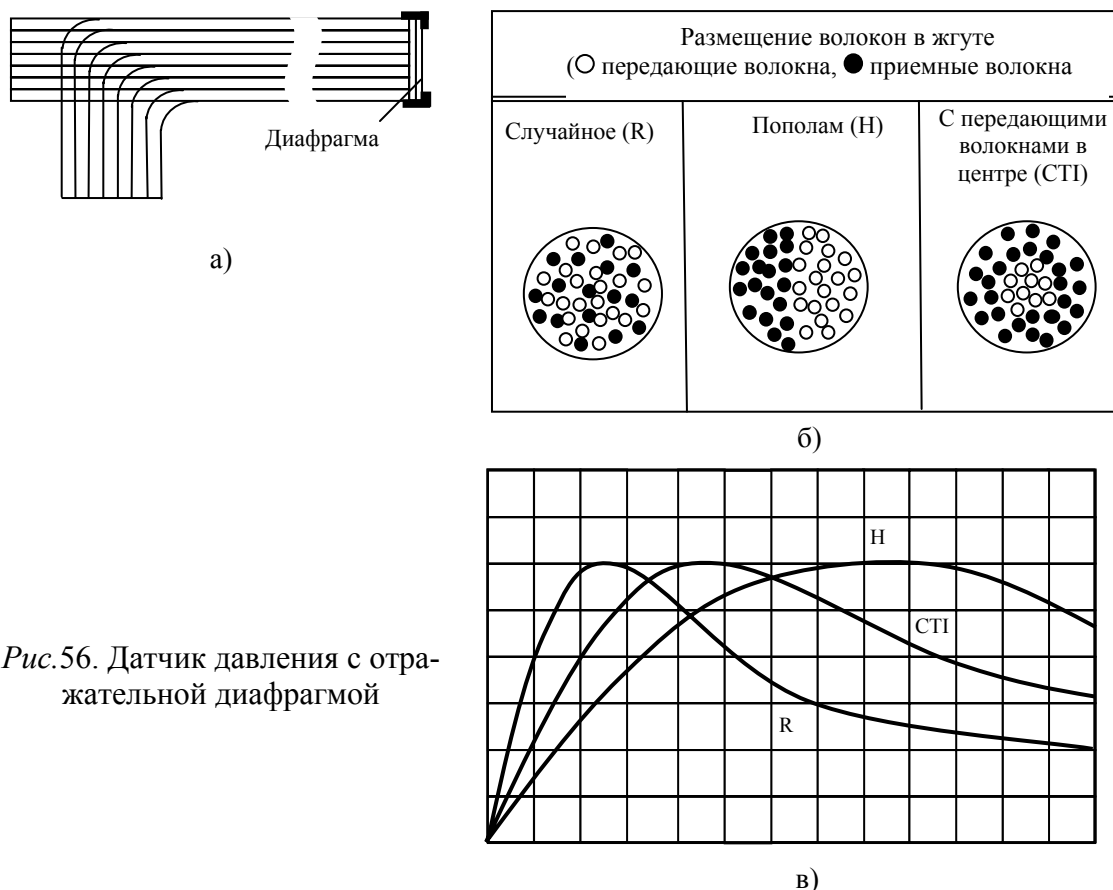 Диафрагма
а)
Размещение волокон в жгуте
(○ передающие волокна, ● приемные волокна
Случайное (R)
Пополам (H)
С передающими
волокнами в
центре (CTI)
б)
H
CTI
R
в)
Рис.56. Датчик давления с отра-
жательной диафрагмой